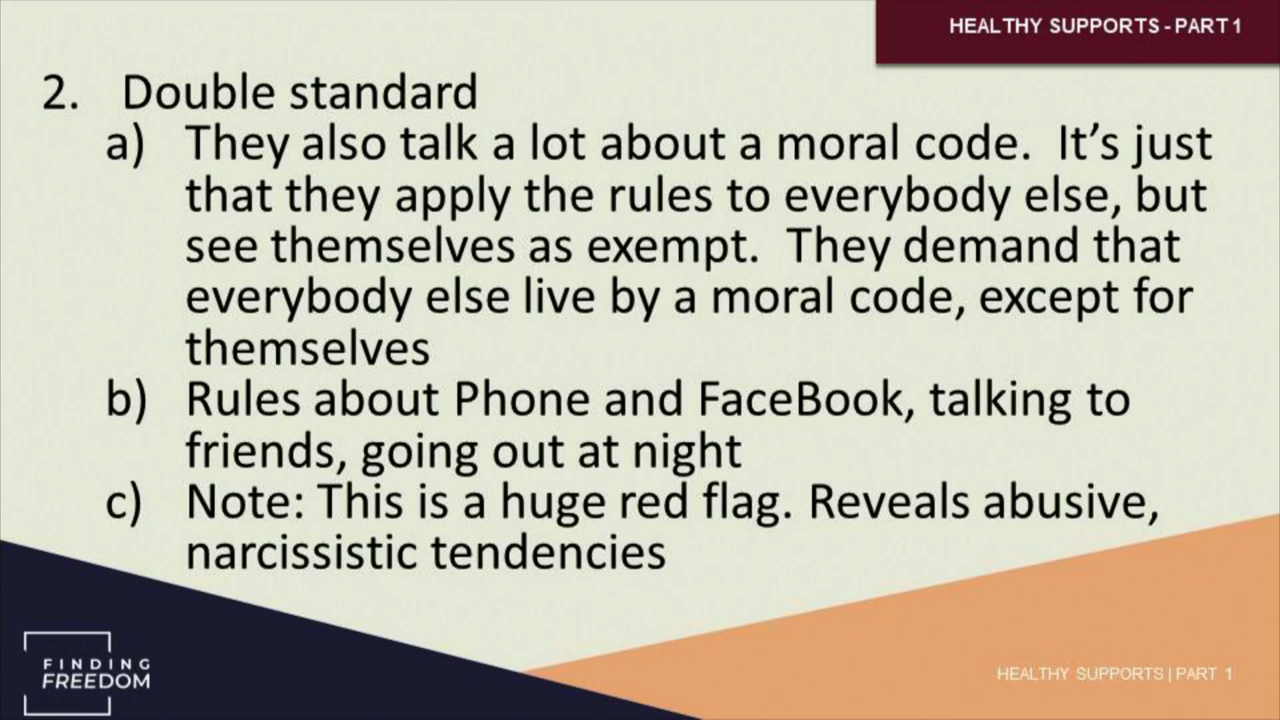 HEALTHY SUPPORTS - PART 1
2. Double standard
a) They also talk a lot about a moral code. It’s just
that they apply the rules to everybody else, but
see themselves as exempt. They demand that
everybody else live by a moral code, except for
themselves
b) Rules about Phone and FaceBook, talking to
friends, going out at night
c) Note: This is a huge red flag. Reveals abusive,
narcissistic tendencies
FINDING
FREEDOM
HEALTHY SUPPORTS | PART 1